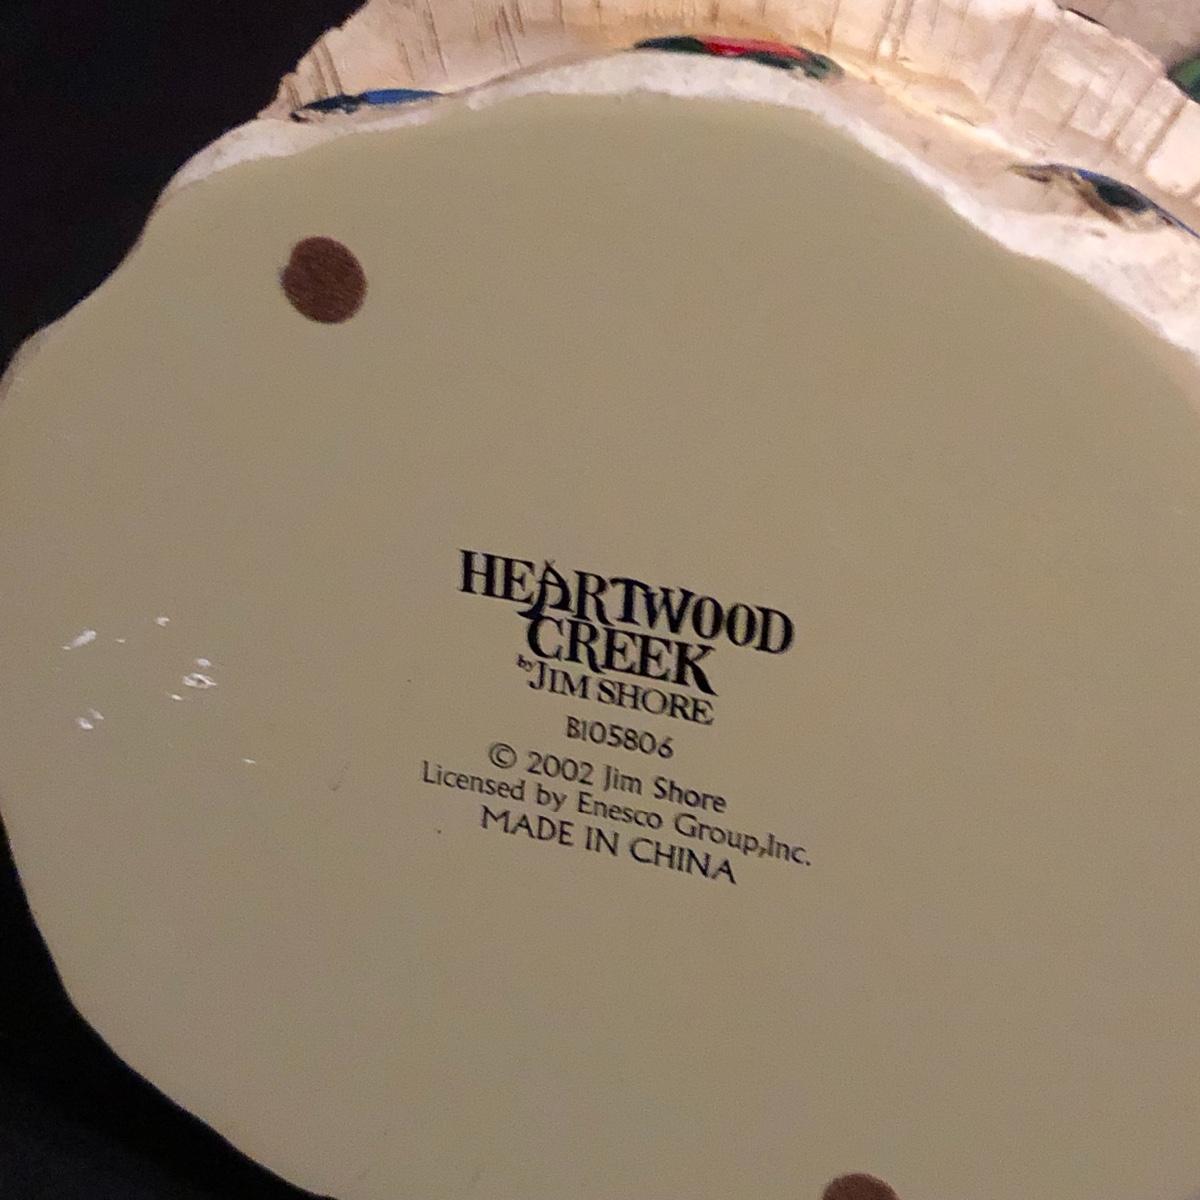 HEARTWOOD
CREEK
by JIM SHORE
B105806
© 2002 Jim Shore
Licensed by Enesco Group,Inc.
MADE IN CHINA